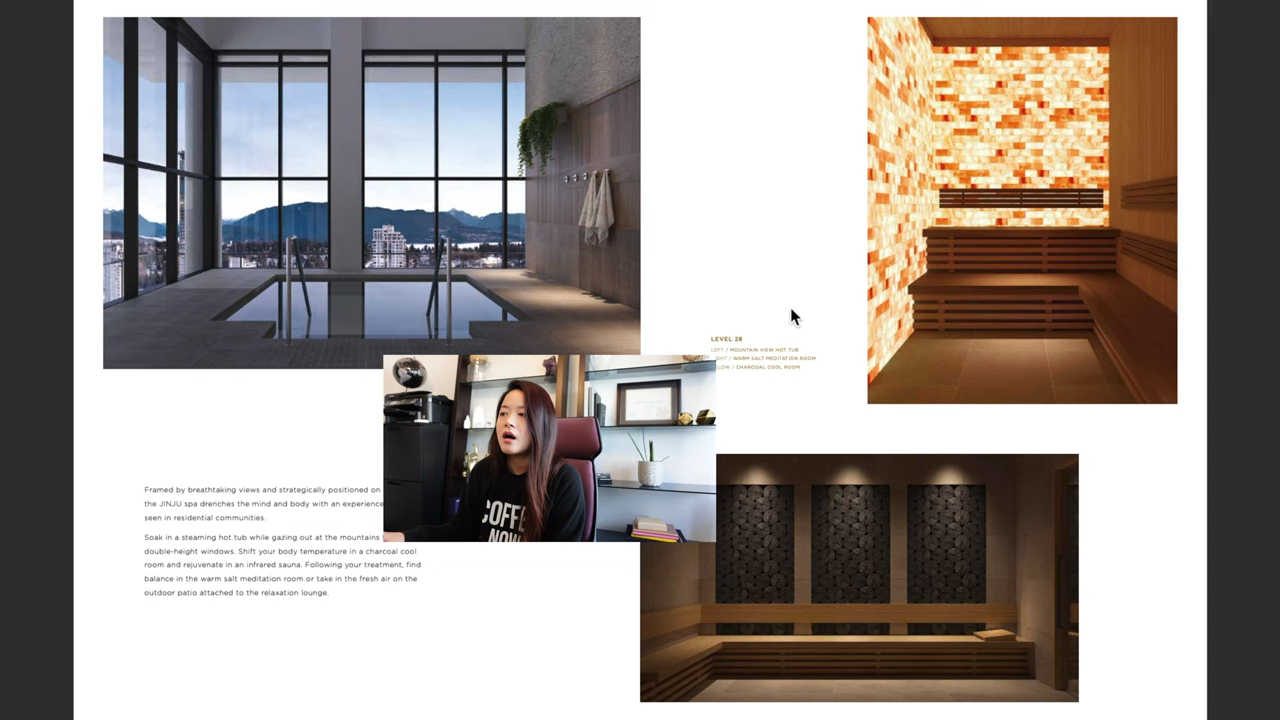 LEVEL 28
LEFT / MOUNTAIN VIEW HOT TUB
GHT / WARM SALT MEDITATION ROOM
LOW / CHARCOAL COOL ROOM
Framed by breathtaking views and strategically positioned on
the JINJU spa drenches the mind and body with an experience
seen in residential communities.
Soak in a steaming hot tub while gazing out at the mountains
double-height windows. Shift your body temperature in a charcoal cool
room and rejuvenate in an infrared sauna. Following your treatment, find
balance in the warm salt meditation room or take in the fresh air on the
outdoor patio attached to the relaxation lounge.
COFFE
NOW